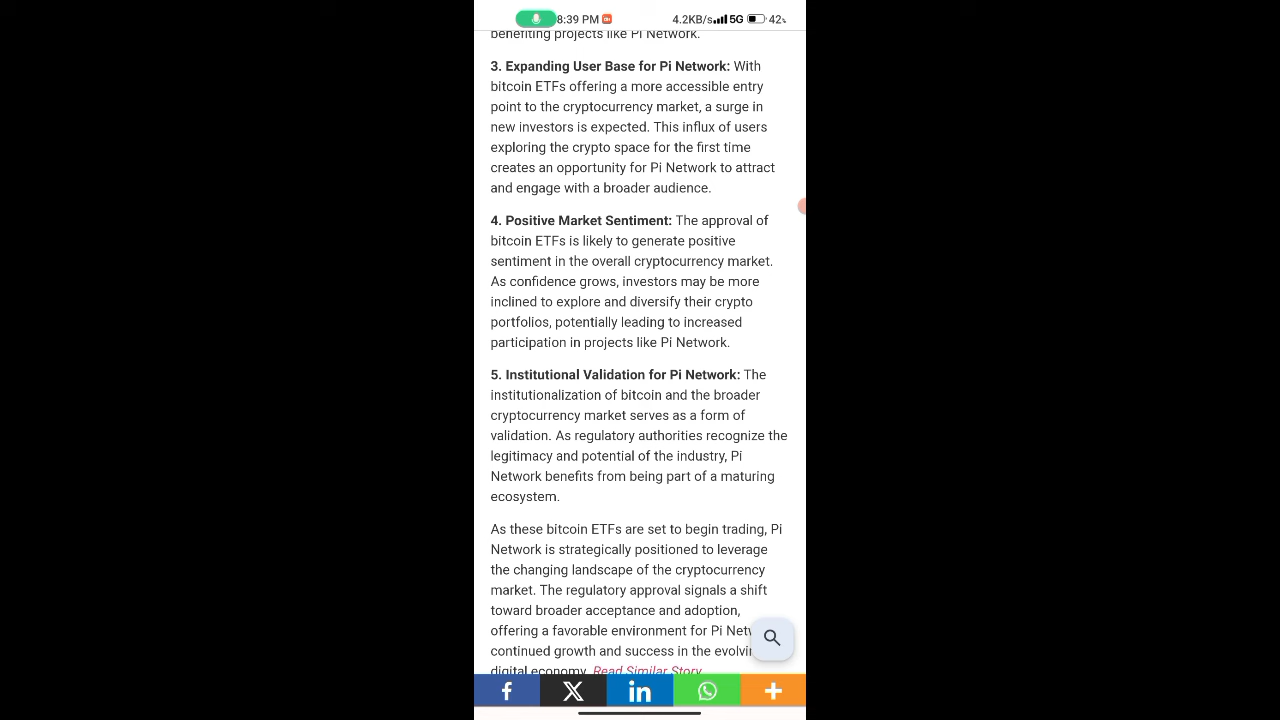 8:39 PM
4.2KB/s 5G 42%
benefiting projects like Pi Network.
3. Expanding User Base for Pi Network: With
bitcoin ETFs offering a more accessible entry
point to the cryptocurrency market, a surge in
new investors is expected. This influx of users
exploring the crypto space for the first time
creates an opportunity for Pi Network to attract
and engage with a broader audience.
4. Positive Market Sentiment: The approval of
bitcoin ETFs is likely to generate positive
sentiment in the overall cryptocurrency market.
As confidence grows, investors may be more
inclined to explore and diversify their crypto
portfolios, potentially leading to increased
participation in projects like Pi Network.
5. Institutional Validation for Pi Network: The
institutionalization of bitcoin and the broader
cryptocurrency market serves as a form of
validation. As regulatory authorities recognize the
legitimacy and potential of the industry, Pi
Network benefits from being part of a maturing
ecosystem.
As these bitcoin ETFs are set to begin trading, Pi
Network is strategically positioned to leverage
the changing landscape of the cryptocurrency
market. The regulatory approval signals a shift
toward broader acceptance and adoption,
offering a favorable environment for Pi
continued growth and success in the
digital economy. Read Similar Story